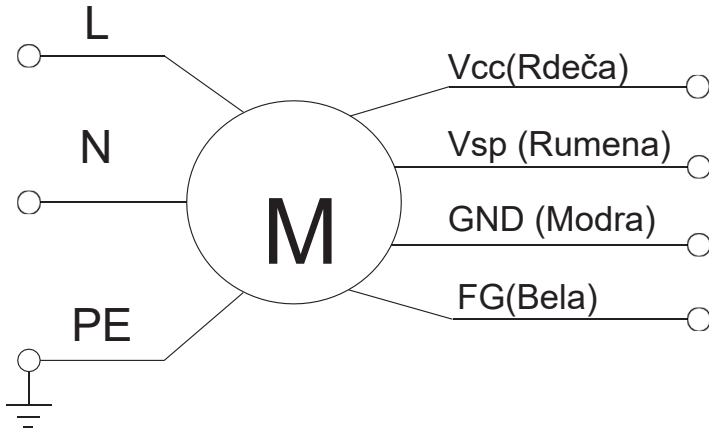 L
N
PE
M
Vcc(Rdeča)
Vsp (Rumena)
GND (Modra)
FG(Bela)